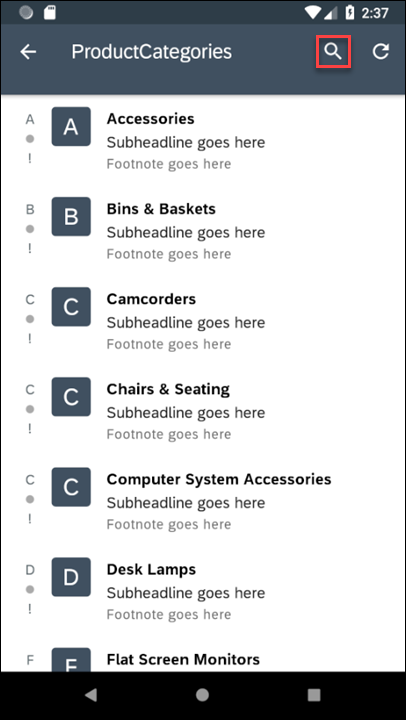 2:37
ProductCategories
A
A
Accessories
Subheadline goes here
!
Footnote goes here
B
B
Bins & Baskets
Subheadline goes here
!
Footnote goes here
C
C
Camcorders
Subheadline goes here
!
Footnote goes here
C
C
Chairs & Seating
Subheadline goes here
!
Footnote goes here
C
C
Computer System Accessories
Subheadline goes here
!
Footnote goes here
D
D
Desk Lamps
Subheadline goes here
!
Footnote goes here
F
F
Flat Screen Monitors